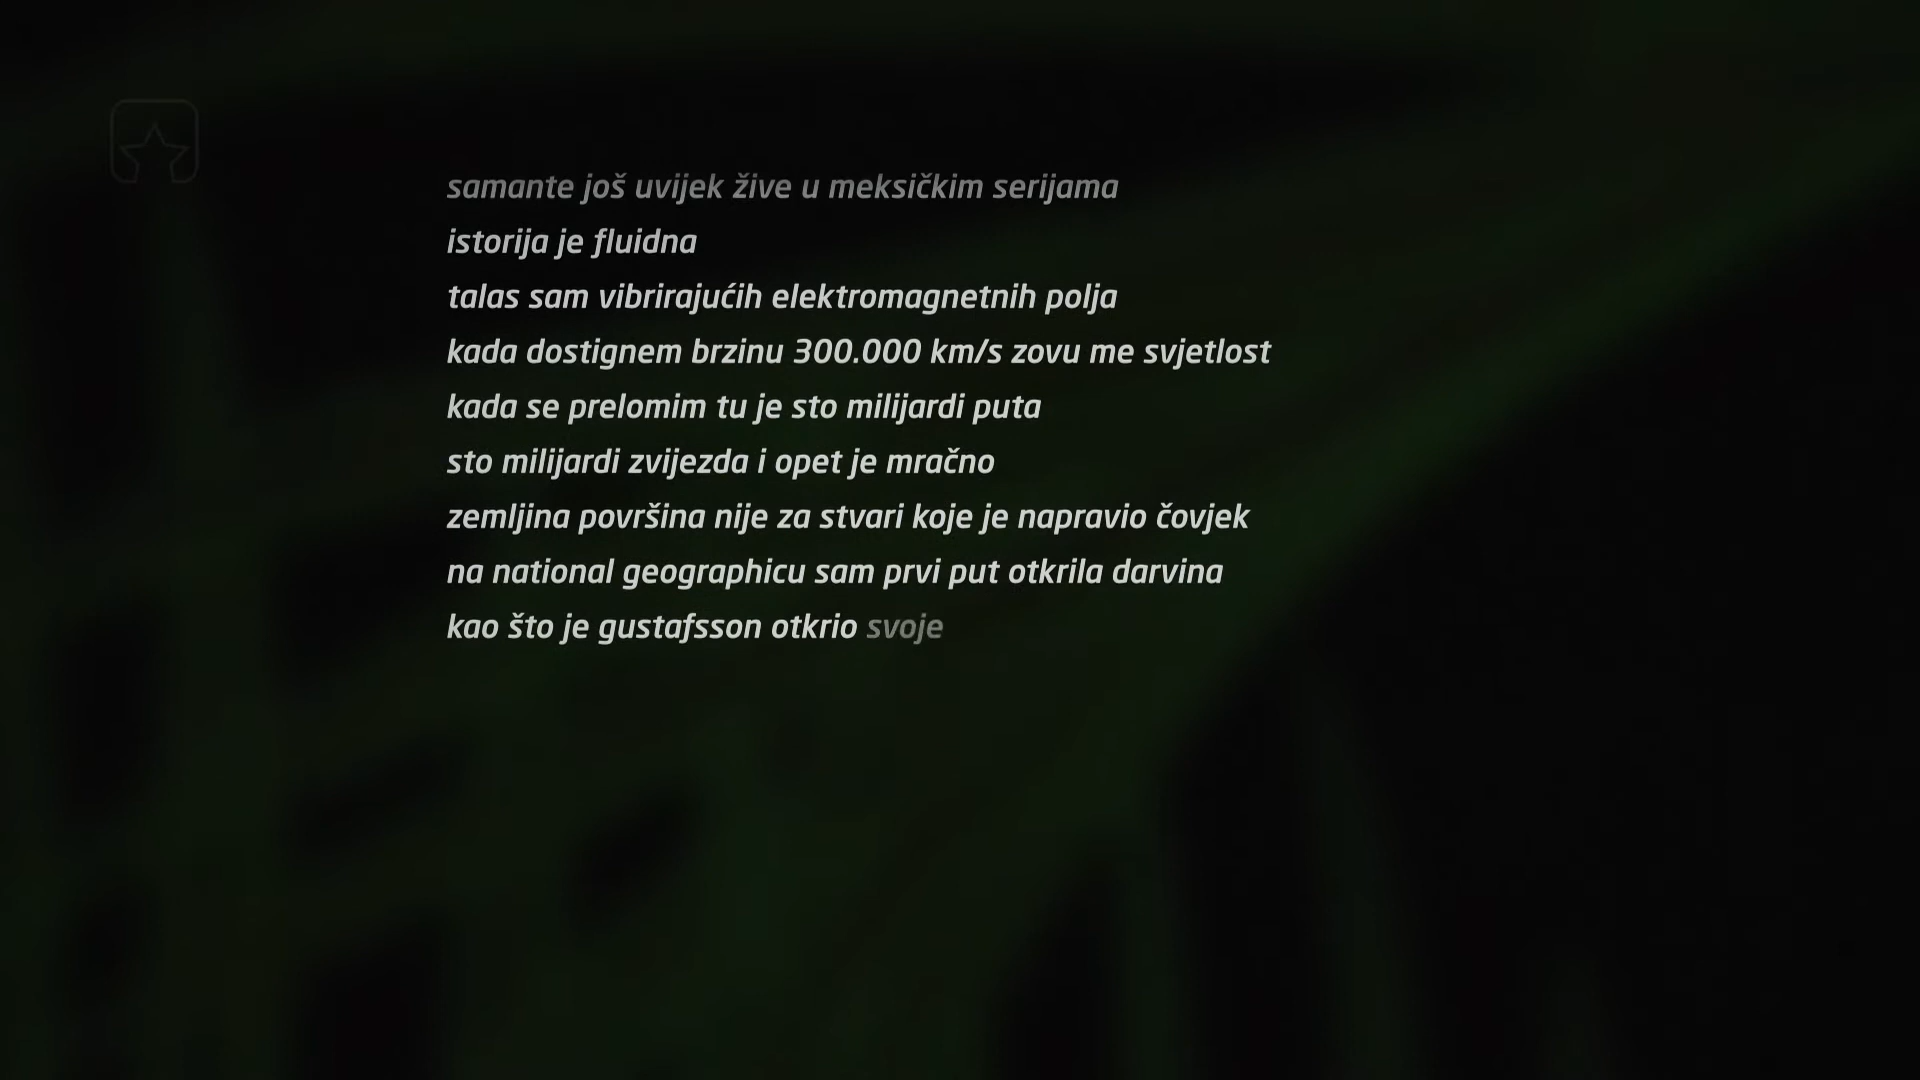 samante još uvijek žive u meksičkim serijama
istorija je fluidna
talas sam vibrirajućih elektromagnetnih polja
kada dostignem brzinu 300.000 km/s zovu me svjetlost
kada se prelomim tu je sto milijardi puta
sto milijardi zvijezda i opet je mračno
zemljina površina nije za stvari koje je napravio čovjek
na national geographicu sam prvi put otkrila darvina
kao što je gustafsson otkrio svoje